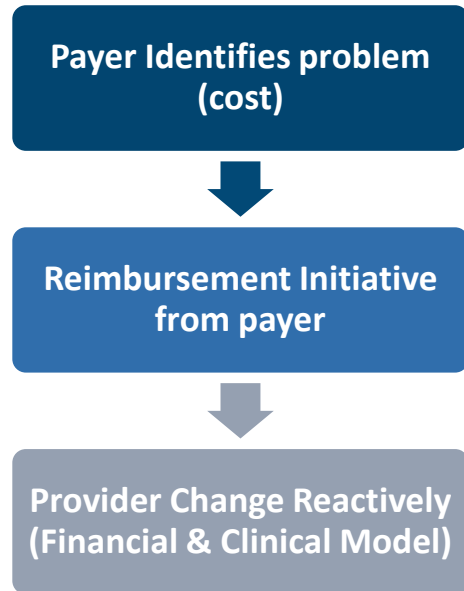 Payer Identifies problem
(cost)
Reimbursement Initiative
from payer
Provider Change Reactively
(Financial & Clinical Model)